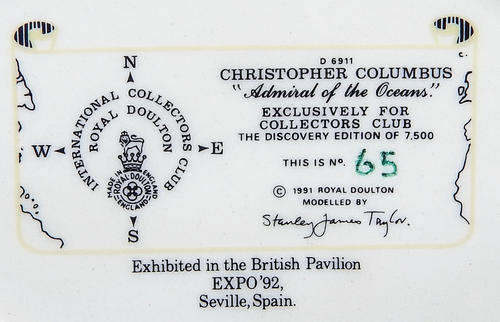 N
W
E
S
INTERNATIONAL COLLECTORS CLUB
ROYAL DOULTON
MADE IN ENGLAND
ROYAL DOULTON
ENGLAND
D 6911
CHRISTOPHER COLUMBUS
"Admiral of the Oceans."
EXCLUSIVELY FOR
COLLECTORS CLUB
THE DISCOVERY EDITION OF 7,500
THIS IS Nº. 65
© 1991 ROYAL DOULTON
MODELLED BY
Stanley James Taylor.
Exhibited in the British Pavilion
EXPO'92,
Seville, Spain.